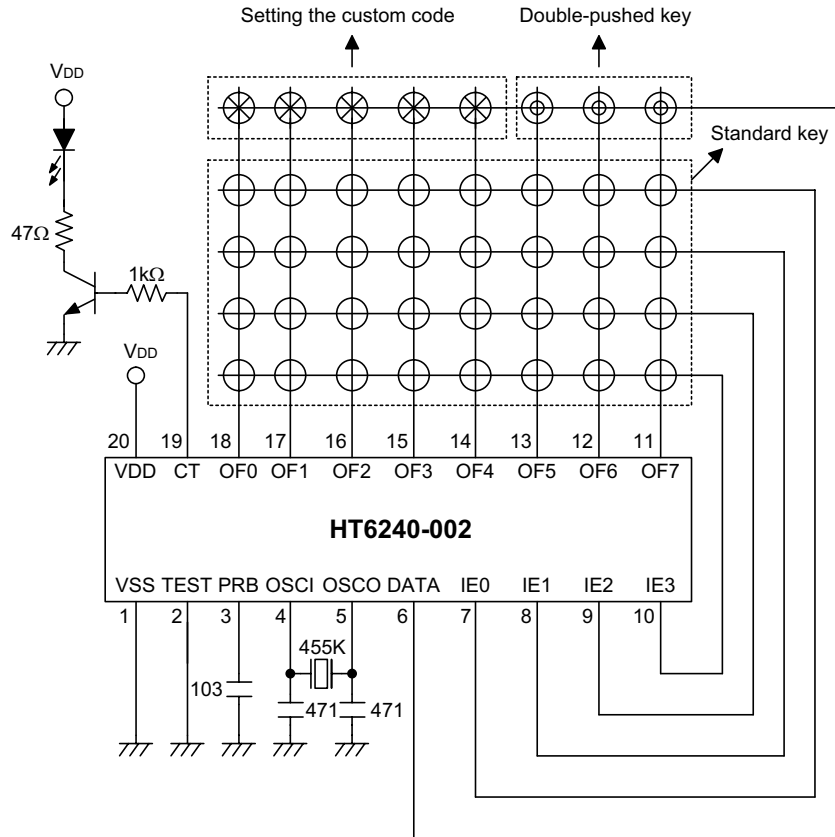 Setting the custom code Double-pushed key
VDD
Standard key
47Ω
1kΩ
VDD
20 19 18 17 16 15 14 13 12 11
VDD CT OF0 OF1 OF2 OF3 OF4 OF5 OF6 OF7
HT6240-002
VSS TEST PRB OSCI OSCO DATA IE0 IE1 IE2 IE3
1 2 3 4 5 6 7 8 9 10
455K
103
471 471